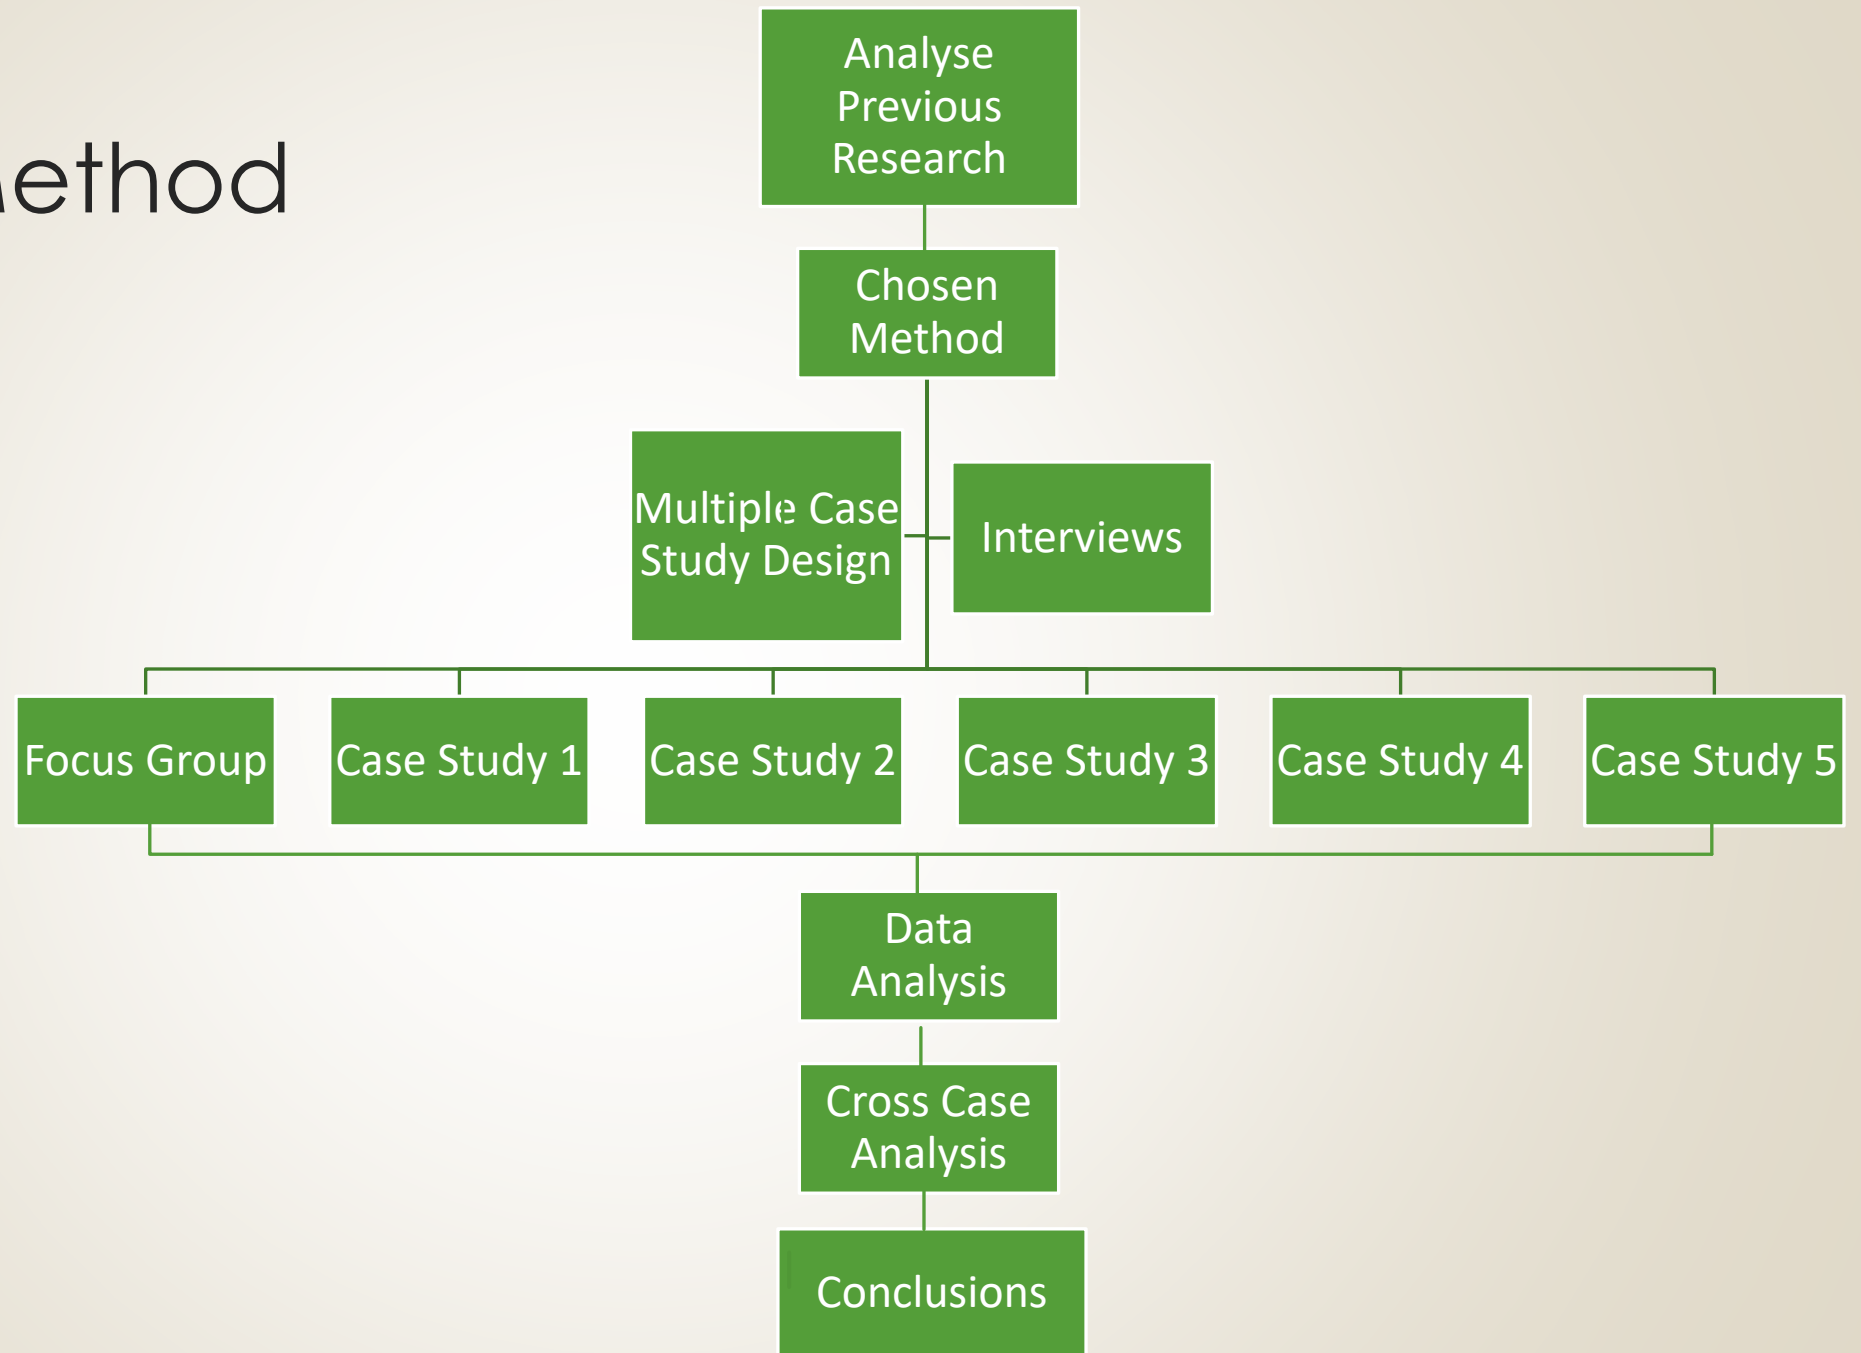 Method
Analyse
Previous
Research
Chosen
Method
Multiple Case
Study Design
Interviews
Focus Group
Case Study 1
Case Study 2
Case Study 3
Case Study 4
Case Study 5
Data
Analysis
Cross Case
Analysis
Conclusions